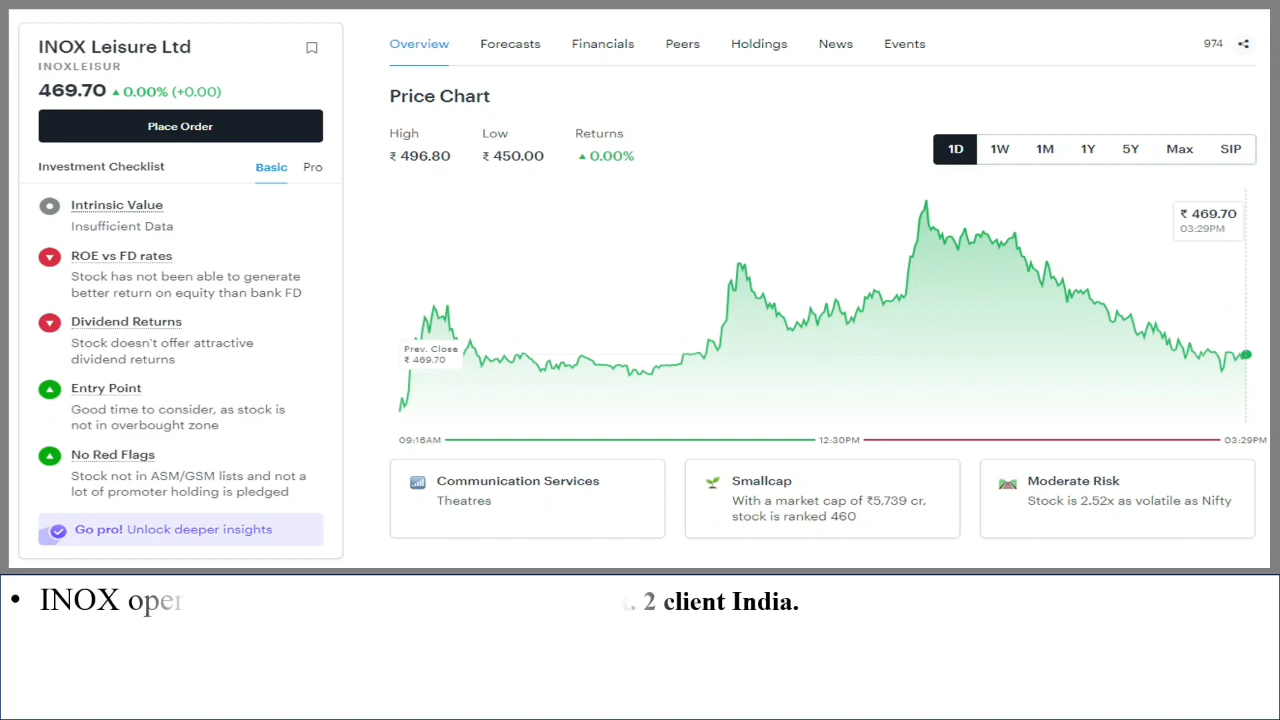 INOX Leisure Ltd
INOXLEISUR
469.70 ▲ 0.00% (+0.00)
Place Order
Investment Checklist Basic Pro
Intrinsic Value
Insufficient Data
ROE vs FD rates
Stock has not been able to generate
better return on equity than bank FD
Dividend Returns
Stock doesn't offer attractive
dividend returns
Entry Point
Good time to consider, as stock is
not in overbought zone
No Red Flags
Stock not in ASM/GSM lists and not a
lot of promoter holding is pledged
Go pro! Unlock deeper insights
Overview Forecasts Financials Peers Holdings News Events 974
Price Chart
High Low Returns
₹ 496.80 ₹ 450.00 ▲ 0.00%
1D 1W 1M 1Y 5Y Max SIP
₹ 469.70
03:29PM
Prev. Close
₹ 469.70
09:16AM 12:30PM 03:29PM
Communication Services
Theatres
Smallcap
With a market cap of ₹5,739 cr,
stock is ranked 460
Moderate Risk
Stock is 2.52x as volatile as Nifty
• INOX oper 2 client India.